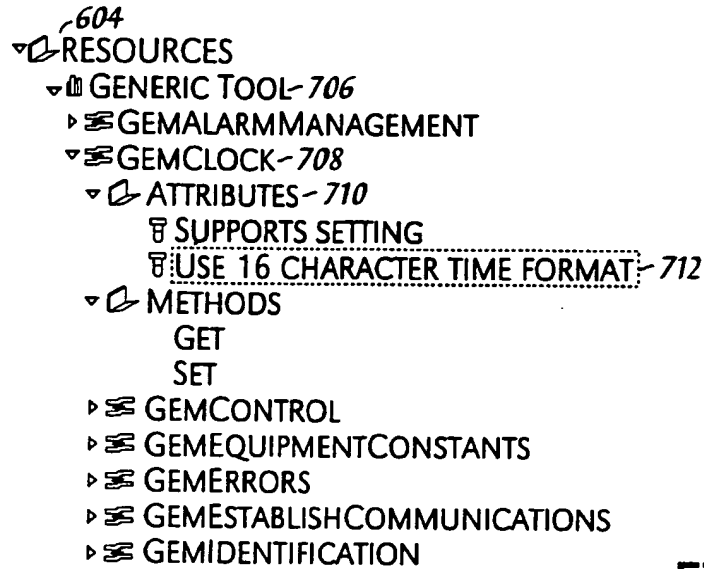 604
RESOURCES
GENERIC TOOL 706
GEMALARMMANAGEMENT
GEMCLOCK 708
ATTRIBUTES 710
SUPPORTS SETTING
USE 16 CHARACTER TIME FORMAT 712
METHODS
GET
SET
GEMCONTROL
GEMEQUIPMENTCONSTANTS
GEMERRORS
GEMESTABLISHCOMMUNICATIONS
GEMIDENTIFICATION